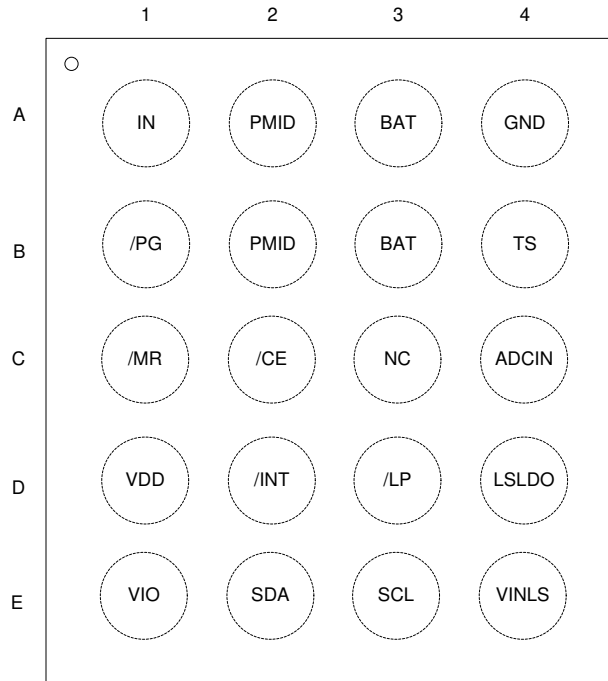 1 2 3 4
A IN PMID BAT GND
B /PG PMID BAT TS
C /MR /CE NC ADCIN
D VDD /INT /LP LSLDO
E VIO SDA SCL VINLS